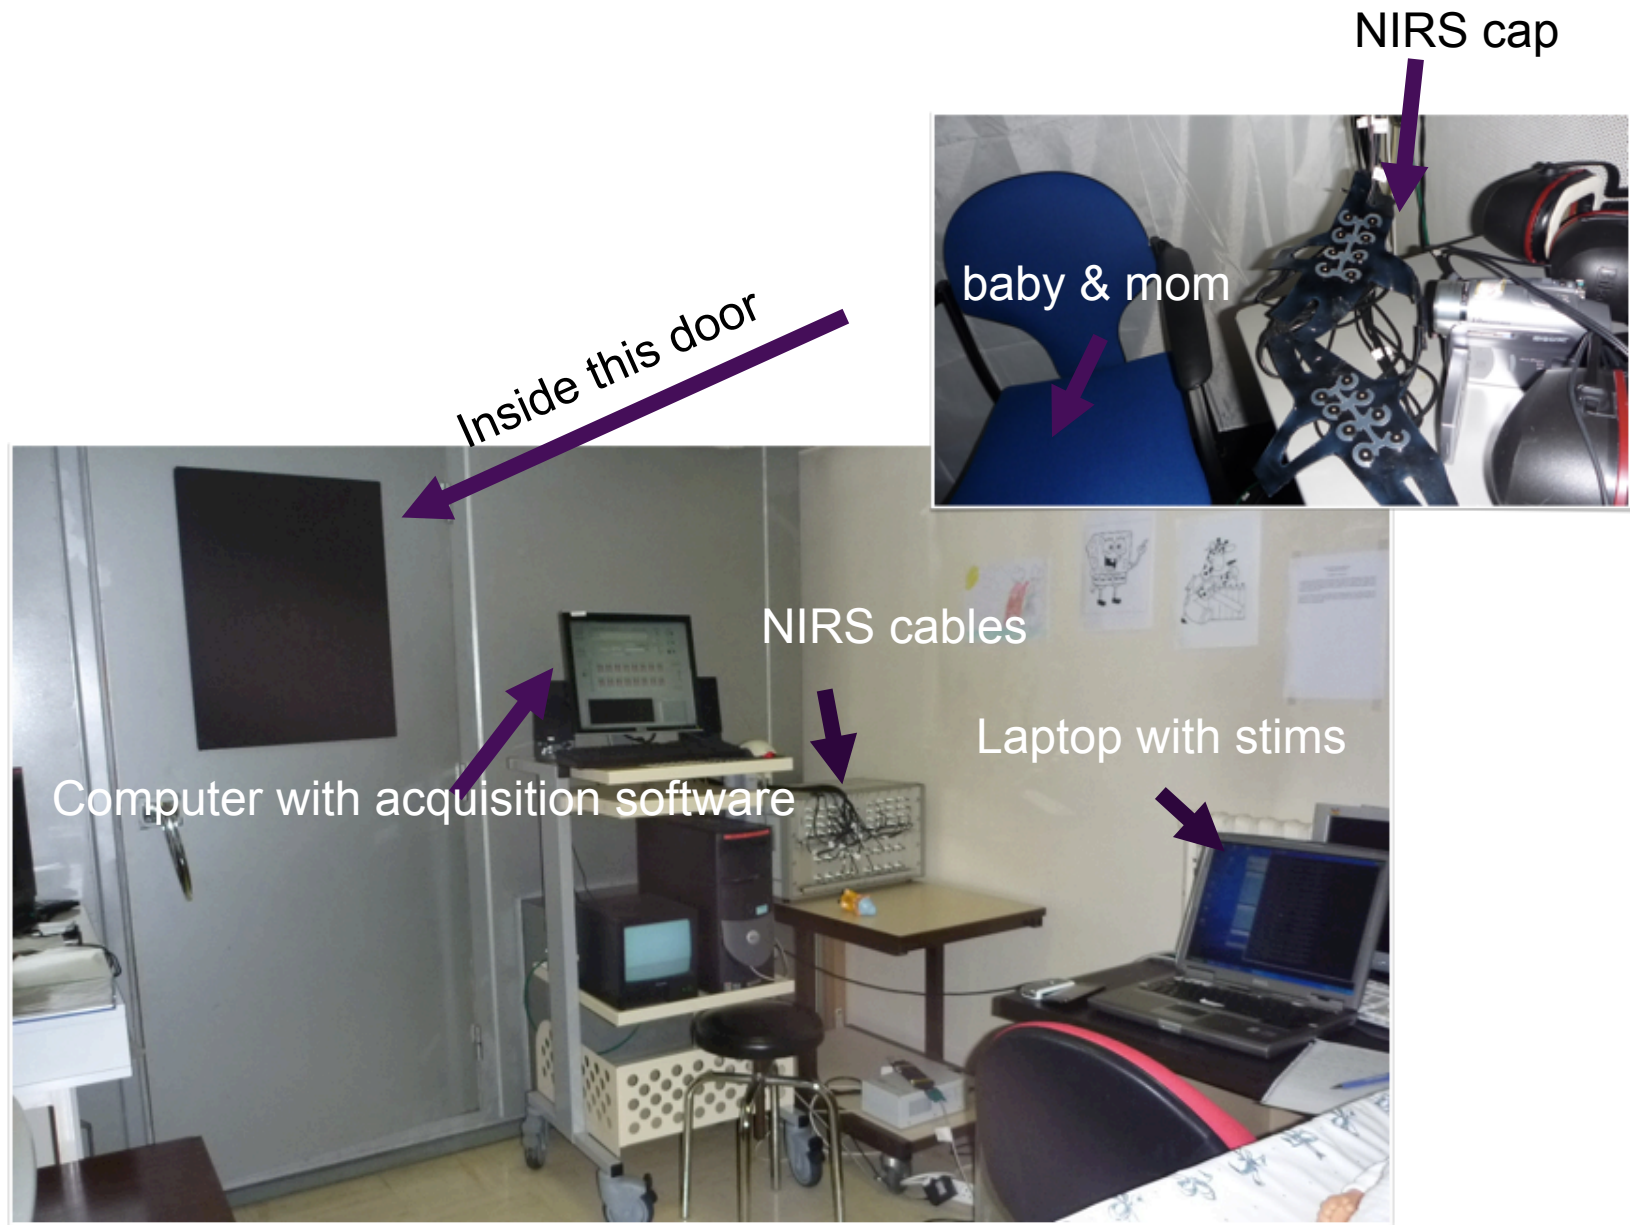 NIRS cap
baby & mom
Inside this door
NIRS cables
Laptop with stims
Computer with acquisition software